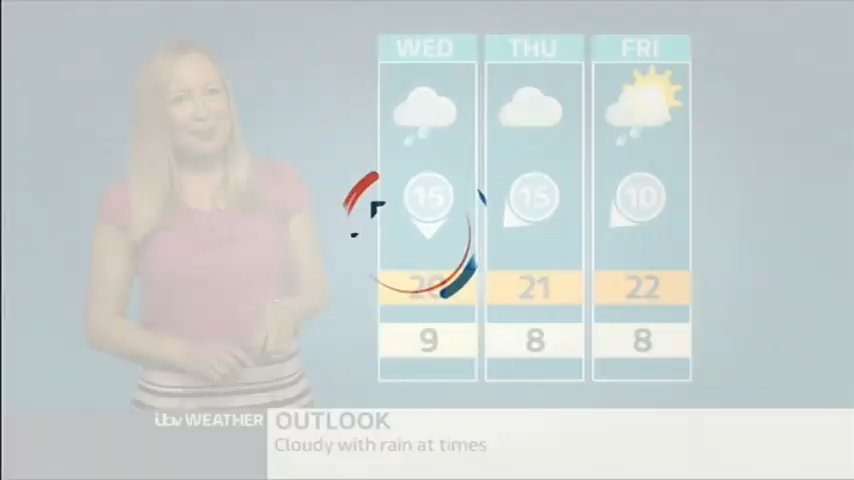 WED THU FRI
15 15 10
20 21 22
9 8 8
itv WEATHER OUTLOOK
Cloudy with rain at times